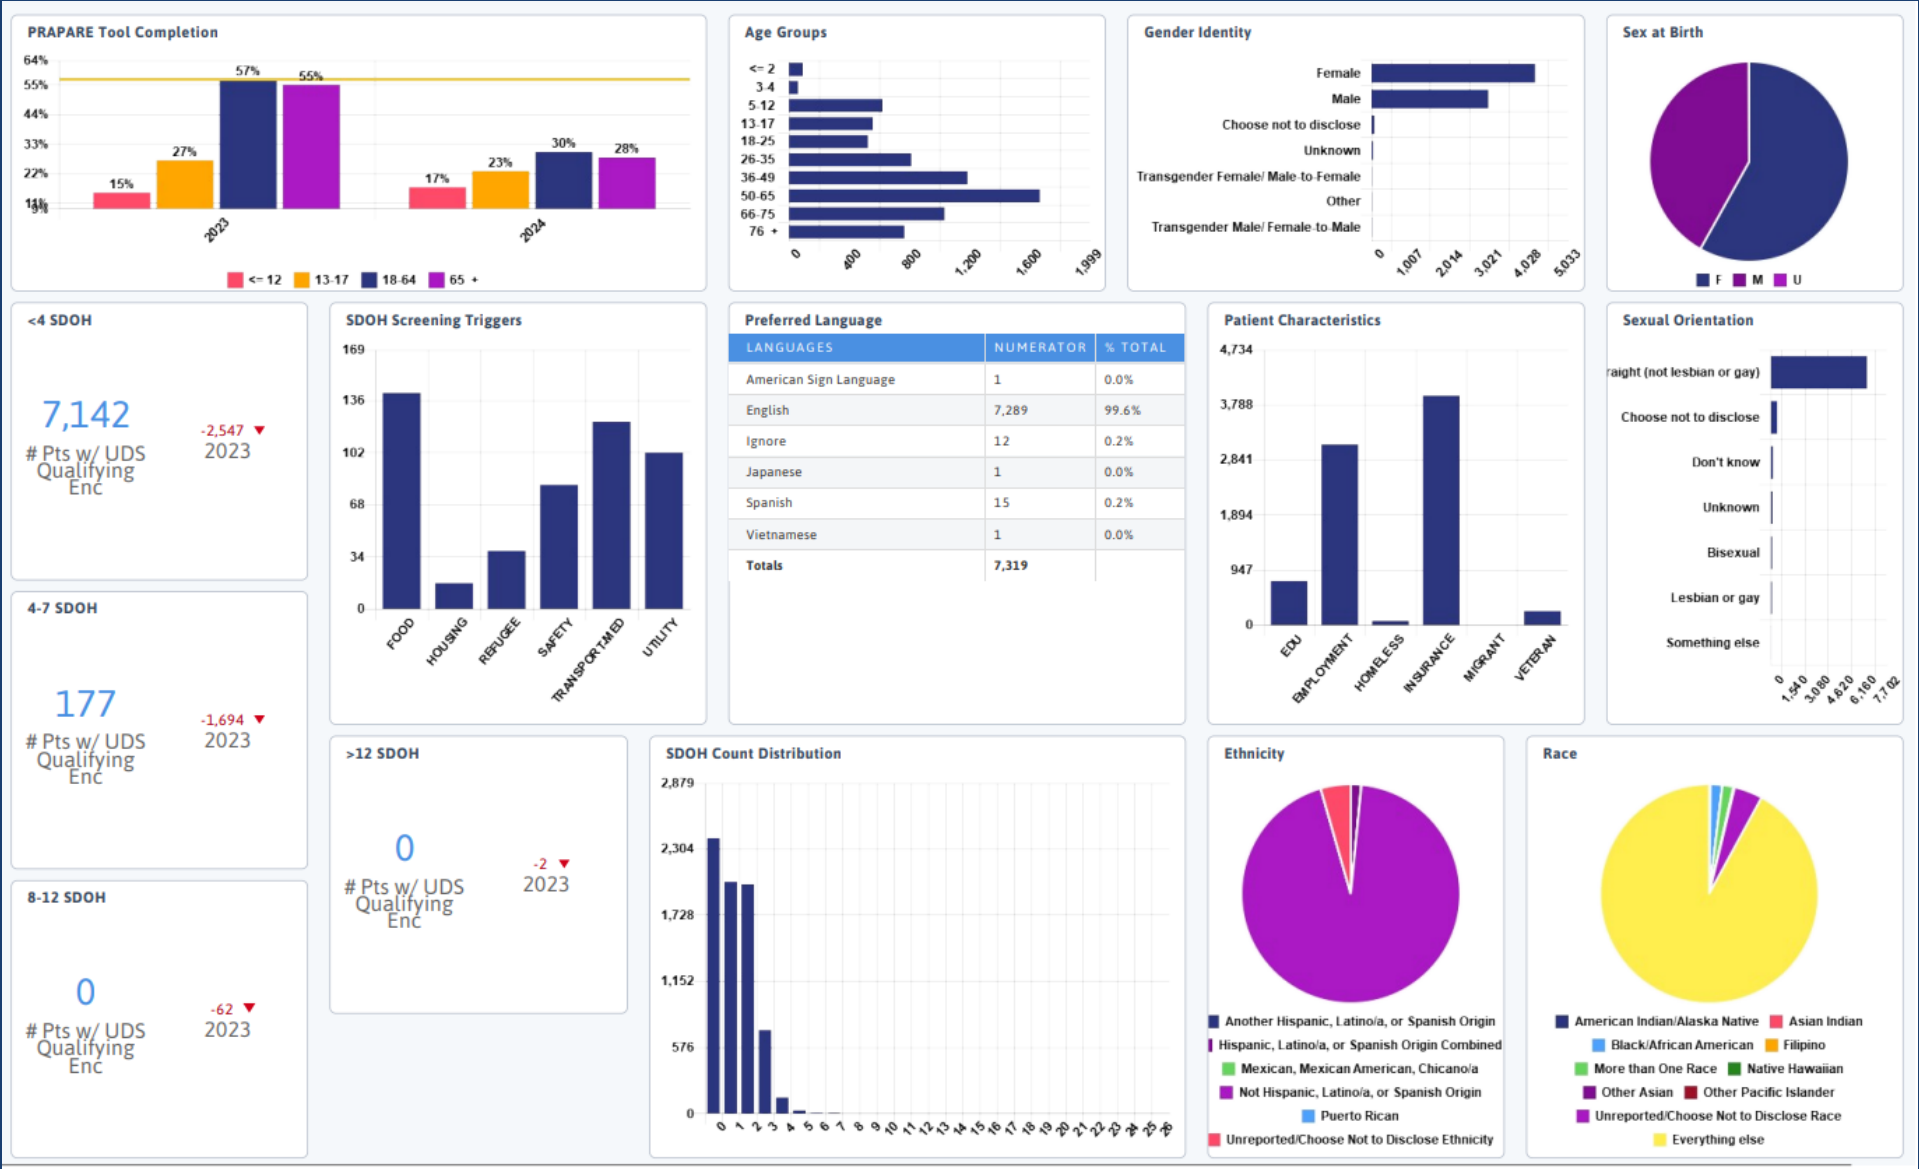 PRAPARE Tool Completion
64%
55%
44%
33%
22%
11%
9%
15%
27%
57%
55%
17%
23%
30%
28%
2023
2024
<= 12 13-17 18-64 65 +
Age Groups
<= 2
3-4
5-12
13-17
18-25
26-35
36-49
50-65
66-75
76 +
0 400 800 1,200 1,600 1,999
Gender Identity
Female
Male
Choose not to disclose
Unknown
Transgender Female/ Male-to-Female
Other
Transgender Male/ Female-to-Male
0 1,007 2,014 3,021 4,028 5,033
Sex at Birth
F M U
<4 SDOH
7,142
# Pts w/ UDS
Qualifying
Enc
-2,547 ▼
2023
SDOH Screening Triggers
169
136
102
68
34
0
FOOD HOUSING REFUGEE SAFETY TRANSPORT-MED UTILITY
Preferred Language
LANGUAGES NUMERATOR % TOTAL
American Sign Language 1 0.0%
English 7,289 99.6%
Ignore 12 0.2%
Japanese 1 0.0%
Spanish 15 0.2%
Vietnamese 1 0.0%
Totals 7,319
Patient Characteristics
4,734
3,788
2,841
1,894
947
0
EDU EMPLOYMENT HOMELESS INSURANCE MIGRANT VETERAN
Sexual Orientation
raight (not lesbian or gay)
Choose not to disclose
Don't know
Unknown
Bisexual
Lesbian or gay
Something else
0 1,540 3,080 4,620 6,160 7,702
4-7 SDOH
177
# Pts w/ UDS
Qualifying
Enc
-1,694 ▼
2023
8-12 SDOH
0
# Pts w/ UDS
Qualifying
Enc
-62 ▼
2023
>12 SDOH
0
# Pts w/ UDS
Qualifying
Enc
-2 ▼
2023
SDOH Count Distribution
2,879
2,304
1,728
1,152
576
0
0 1 2 3 4 5 6 7 8 9 10 11 12 13 14 15 16 17 18 19 20 21 22 23 24 25 26
Ethnicity
Another Hispanic, Latino/a, or Spanish Origin
Hispanic, Latino/a, or Spanish Origin Combined
Mexican, Mexican American, Chicano/a
Not Hispanic, Latino/a, or Spanish Origin
Puerto Rican
Unreported/Choose Not to Disclose Ethnicity
Race
American Indian/Alaska Native Asian Indian
Black/African American Filipino
More than One Race Native Hawaiian
Other Asian Other Pacific Islander
Unreported/Choose Not to Disclose Race
Everything else